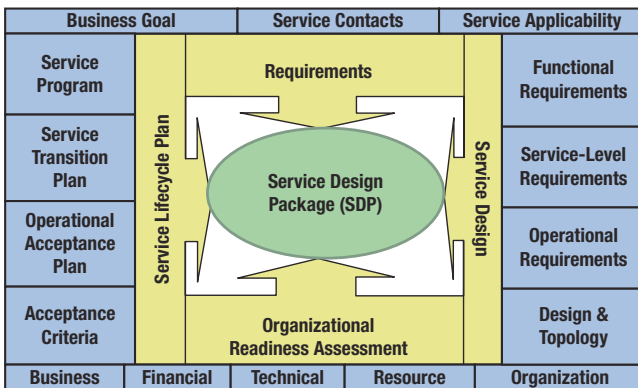 Business Goal
Service Contacts
Service Applicability
Service
Program
Service
Transition
Plan
Operational
Acceptance
Plan
Acceptance
Criteria
Service Lifecycle Plan
Requirements
Service Design
Package (SDP)
Organizational
Readiness Assessment
Service Design
Functional
Requirements
Service-Level
Requirements
Operational
Requirements
Design &
Topology
Business
Financial
Technical
Resource
Organization